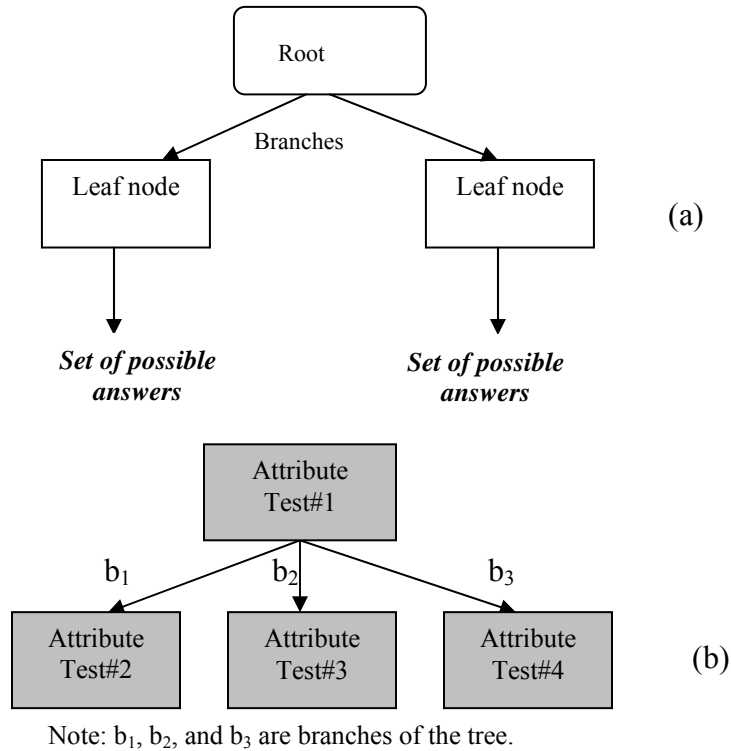 Root
Branches
Leaf node
Leaf node
(a)
Set of possible
answers
Set of possible
answers
Attribute
Test#1
b₁
b₂
b₃
Attribute
Test#2
Attribute
Test#3
Attribute
Test#4
(b)
Note: b₁, b₂, and b₃ are branches of the tree.